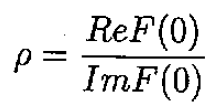 ρ = ReF(0) / ImF(0)